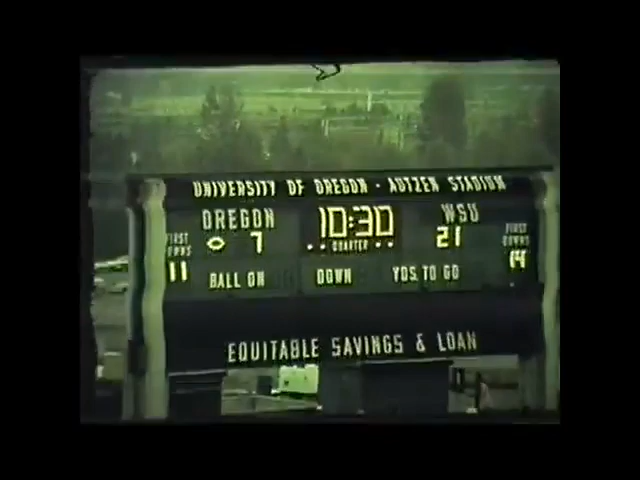 UNIVERSITY OF OREGON · AUTZEN STADIUM
OREGON 10:30 WSU
7 QUARTER 21
FIRST DWNS 11
FIRST DOWNS 14
BALL ON DOWN YDS. TO GO
EQUITABLE SAVINGS & LOAN